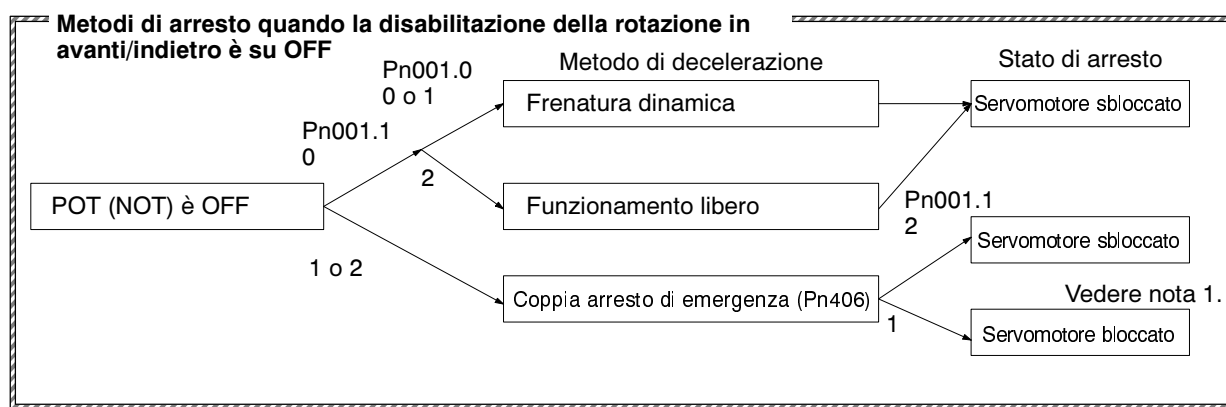 Metodi di arresto quando la disabilitazione della rotazione in
avanti/indietro è su OFF
Pn001.0
0 o 1
Metodo di decelerazione
Stato di arresto
Frenatura dinamica
Servomotore sbloccato
Pn001.1
0
2
POT (NOT) è OFF
Funzionamento libero
Pn001.1
2
Servomotore sbloccato
1 o 2
Coppia arresto di emergenza (Pn406)
1
Vedere nota 1.
Servomotore bloccato